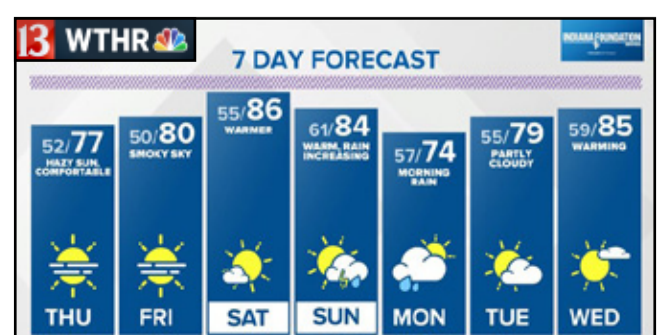 13 WTHR
INDIANA FOUNDATION
7 DAY FORECAST
52/77
HAZY SUN,
COMFORTABLE
THU
50/80
SMOKY SKY
FRI
55/86
WARMER
SAT
61/84
WARM, RAIN
INCREASING
SUN
57/74
MORNING
RAIN
MON
55/79
PARTLY
CLOUDY
TUE
59/85
WARMING
WED